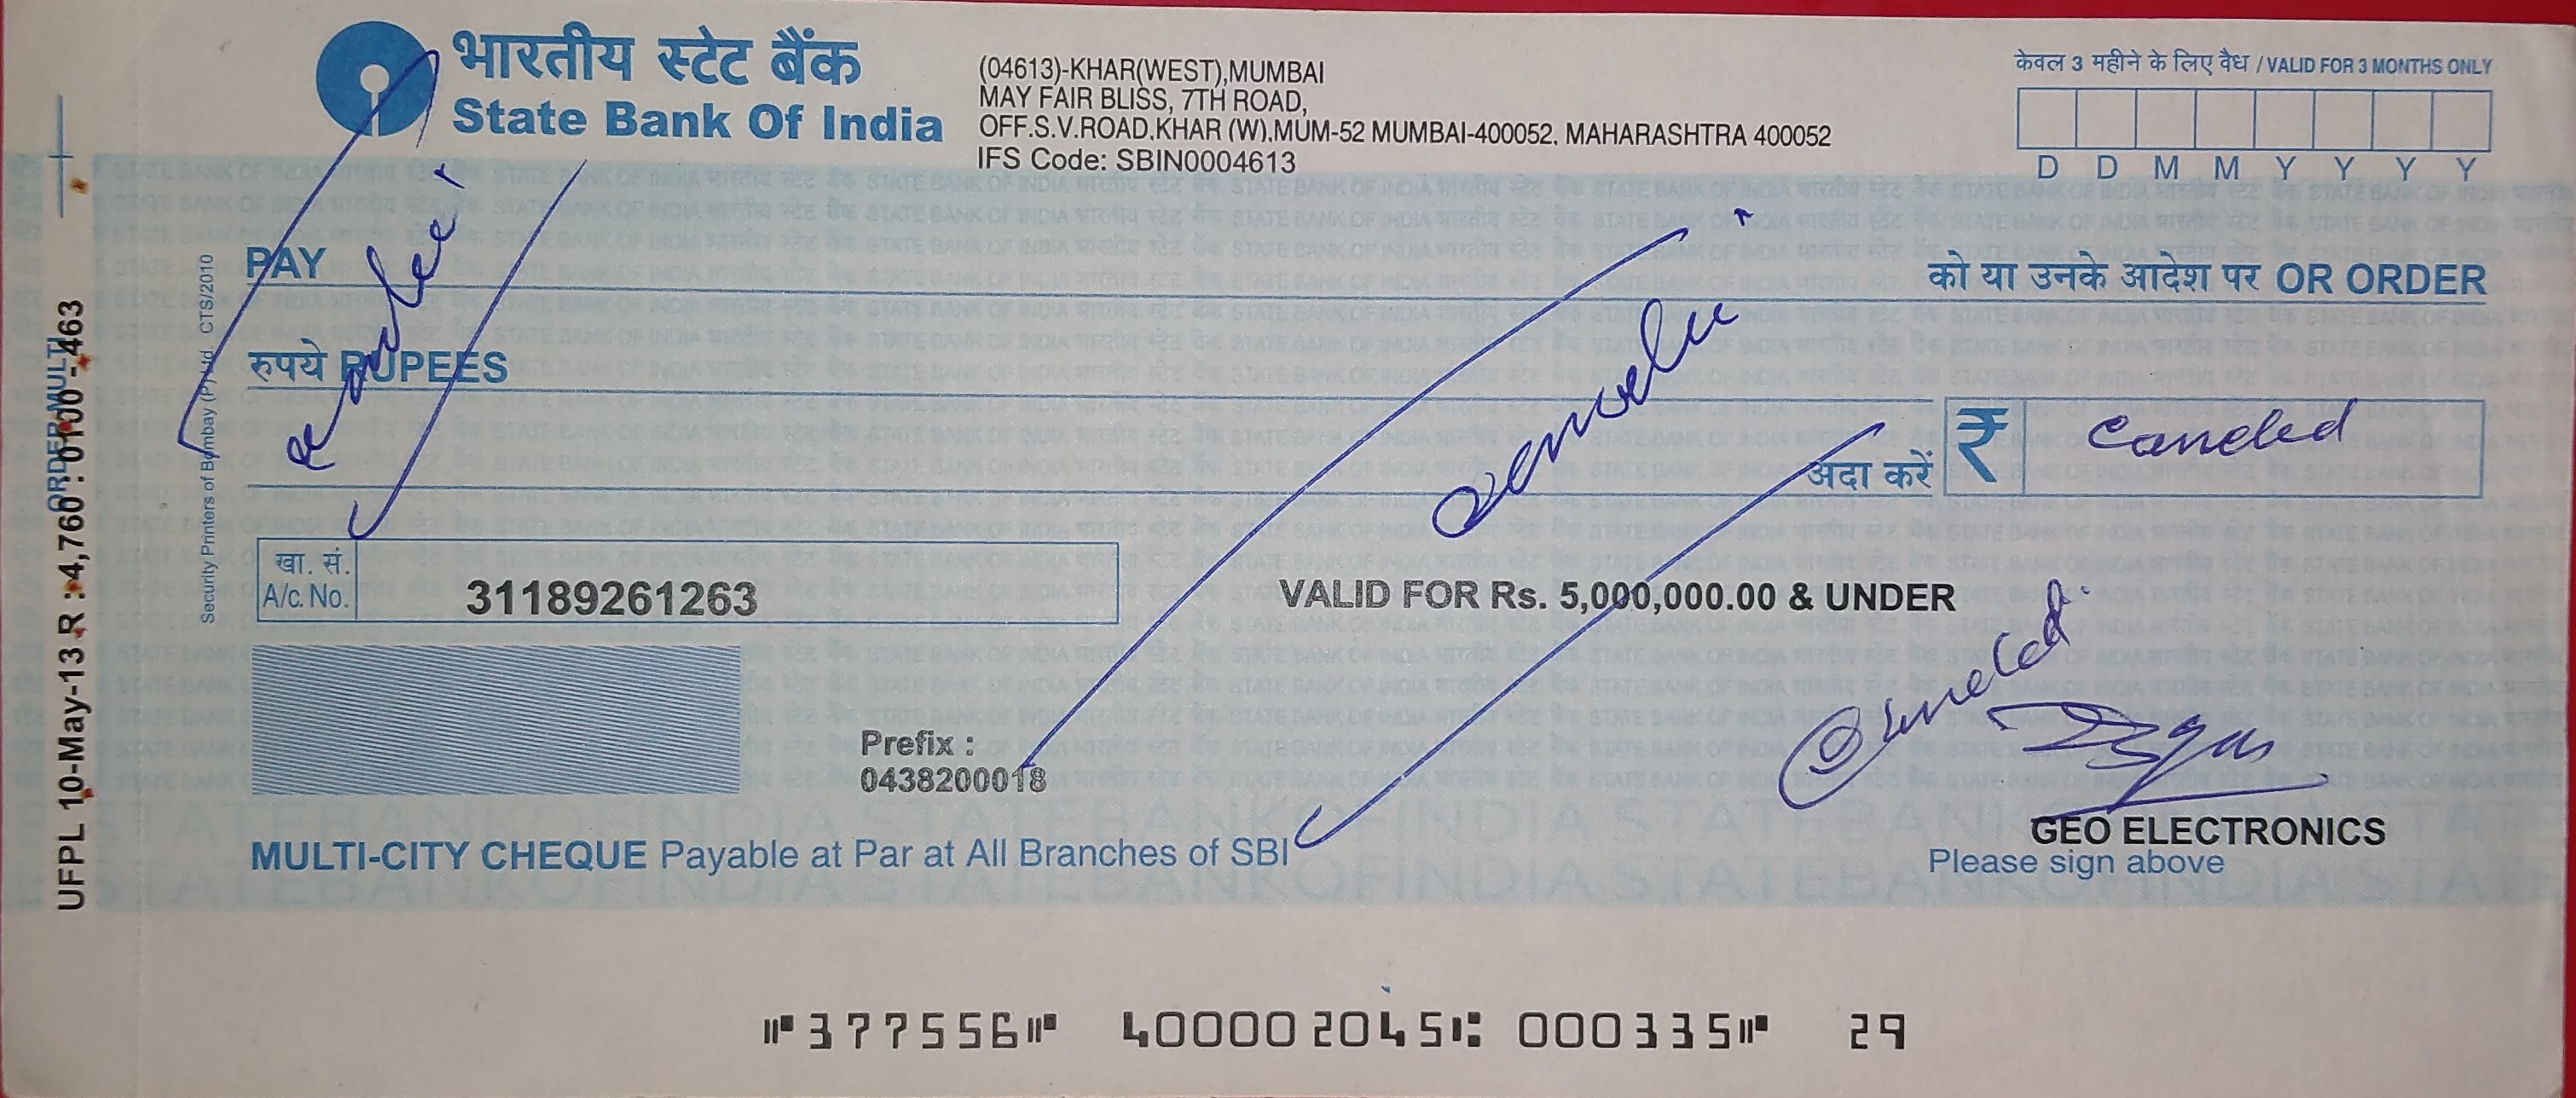 भारतीय स्टेट बैंक
State Bank Of India
(04613)-KHAR(WEST),MUMBAI
MAY FAIR BLISS, 7TH ROAD,
OFF.S.V.ROAD,KHAR (W).MUM-52 MUMBAI-400052, MAHARASHTRA 400052
IFS Code: SBIN0004613
केवल 3 महीने के लिए वैध / VALID FOR 3 MONTHS ONLY
D D M M Y Y Y Y
PAY
को या उनके आदेश पर OR ORDER
रुपये RUPEES
अदा करें ₹ Canceled
खा. सं.
A/c. No. 31189261263
VALID FOR Rs. 5,000,000.00 & UNDER
Prefix :
0438200018
MULTI-CITY CHEQUE Payable at Par at All Branches of SBI
GEO ELECTRONICS
Please sign above
⑈377556⑈ 400002045⑆ 000335⑈ 29
Security Printers of Bombay (P) Ltd. CTS/2010
ORDER MULTI
UFPL 10-May-13 R :4,760 : 0100 - 463